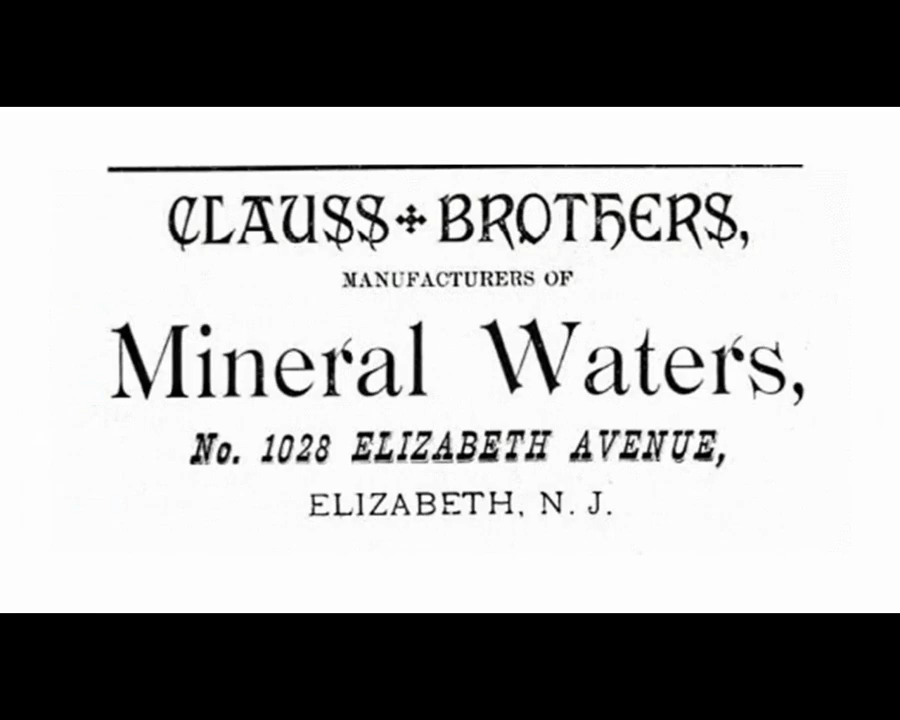 CLAUSS BROTHERS,
MANUFACTURERS OF
Mineral Waters,
No. 1028 ELIZABETH AVENUE,
ELIZABETH, N. J.